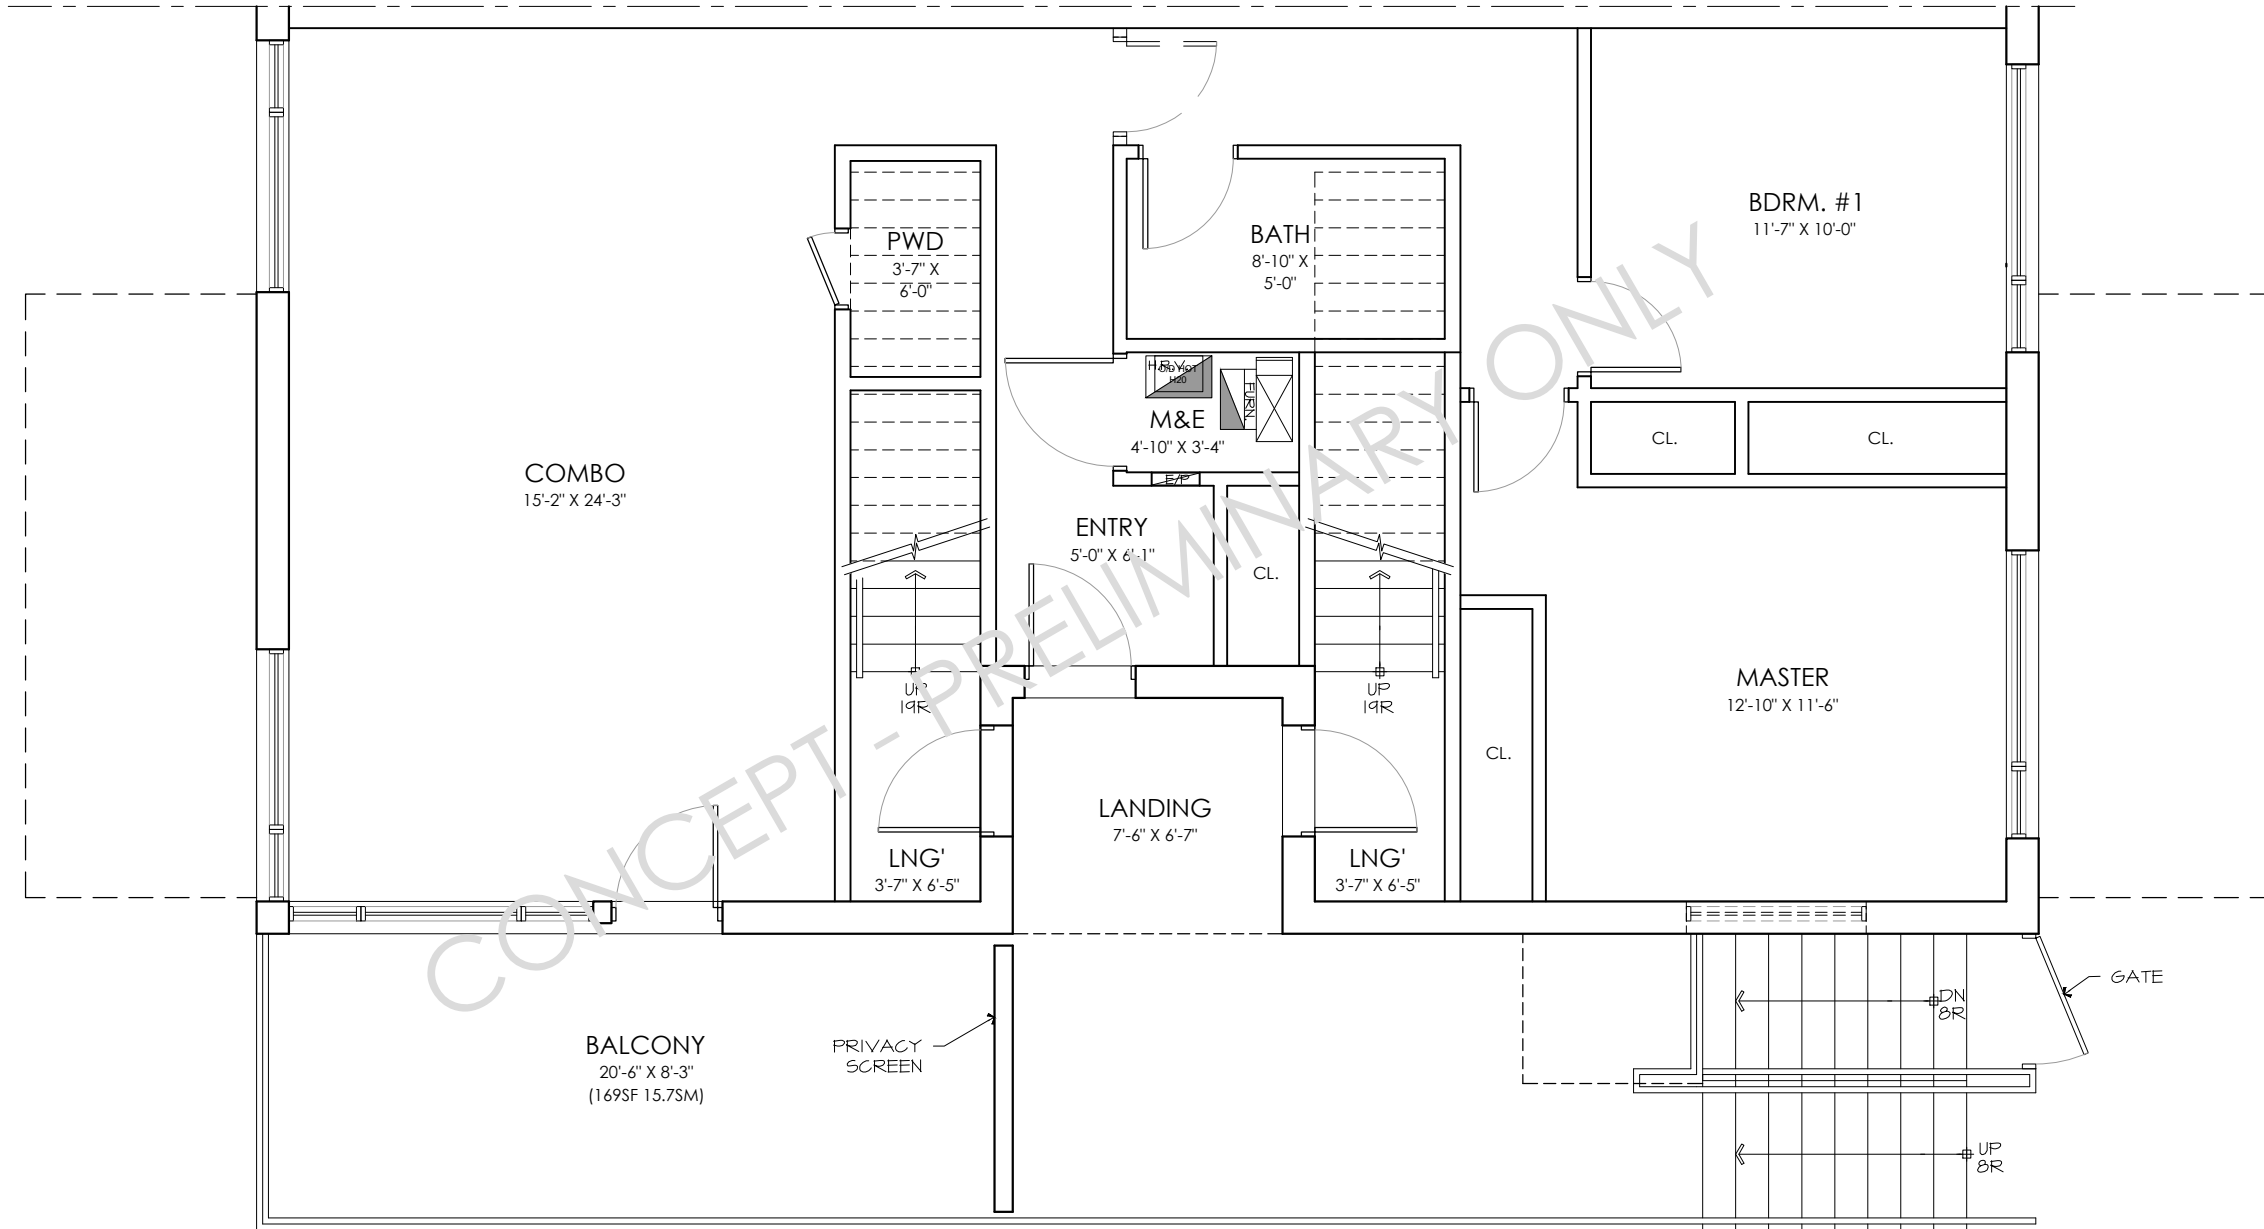 BDRM. #1
11'-7" X 10'-0"
PWD
3'-7" X
6'-0"
BATH
8'-10" X
5'-0"
H.R.V.
O/D HOT
H20
FURN.
M&E
4'-10" X 3'-4"
E/P
CL.
CL.
COMBO
15'-2" X 24'-3"
ENTRY
5'-0" X 6'-1"
CL.
UP
19R
UP
19R
MASTER
12'-10" X 11'-6"
CL.
LANDING
7'-6" X 6'-7"
LNG'
3'-7" X 6'-5"
LNG'
3'-7" X 6'-5"
CONCEPT - PRELIMINARY ONLY
GATE
DN
8R
BALCONY
20'-6" X 8'-3"
(169SF 15.7SM)
PRIVACY
SCREEN
UP
8R